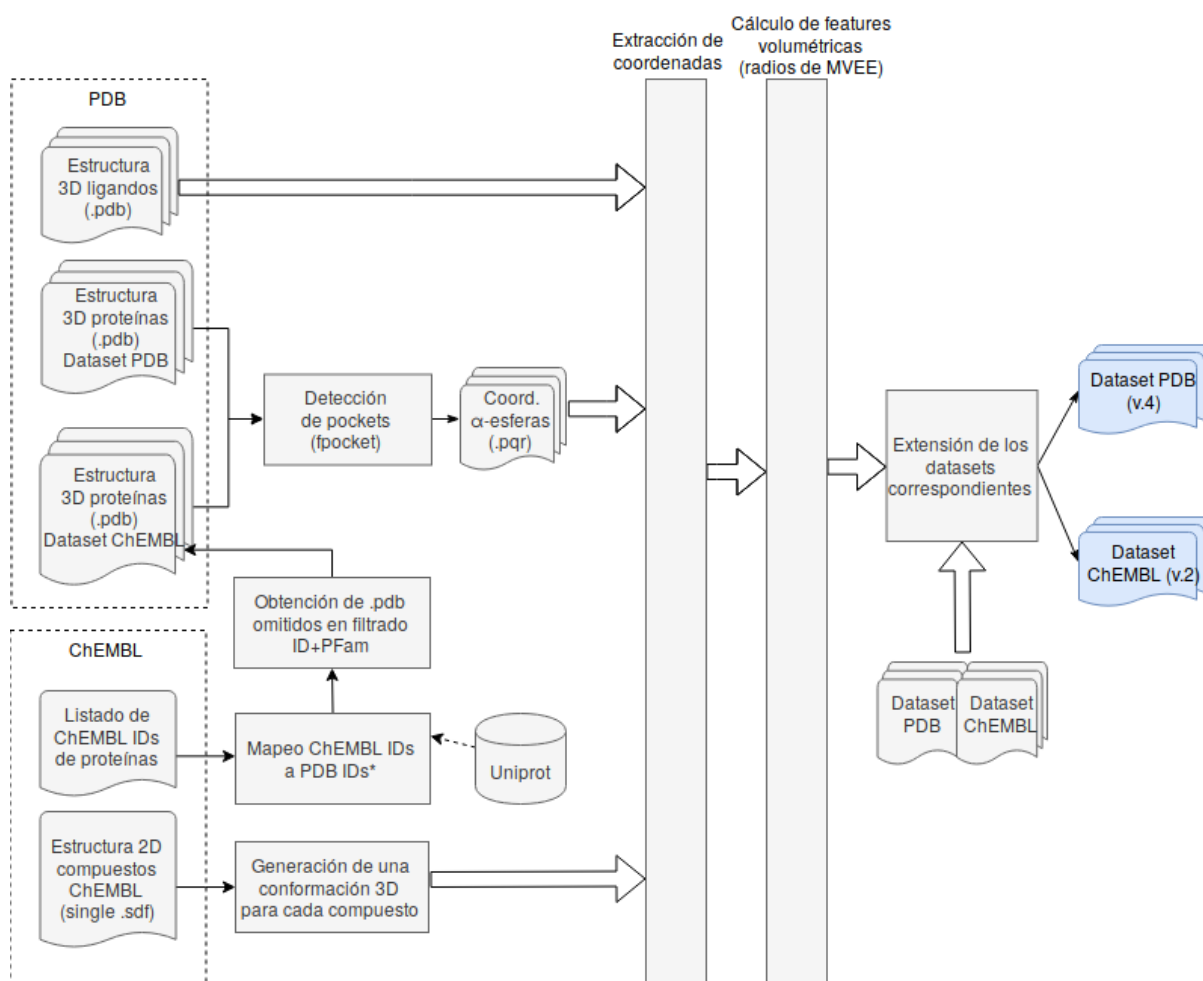 Extracción de
coordenadas
Cálculo de features
volumétricas
(radios de MVEE)
PDB
Estructura
3D ligandos
(.pdb)
Estructura
3D proteínas
(.pdb)
Dataset PDB
Detección
de pockets
(fpocket)
Coord.
α-esferas
(.pqr)
Estructura
3D proteínas
(.pdb)
Dataset ChEMBL
Extensión de los
datasets
correspondientes
Dataset PDB
(v.4)
Dataset
ChEMBL (v.2)
Obtención de .pdb
omitidos en filtrado
ID+PFam
ChEMBL
Listado de
ChEMBL IDs
de proteínas
Mapeo ChEMBL IDs
a PDB IDs*
Uniprot
Dataset
PDB
Dataset
ChEMBL
Estructura 2D
compuestos
ChEMBL
(single .sdf)
Generación de una
conformación 3D
para cada compuesto